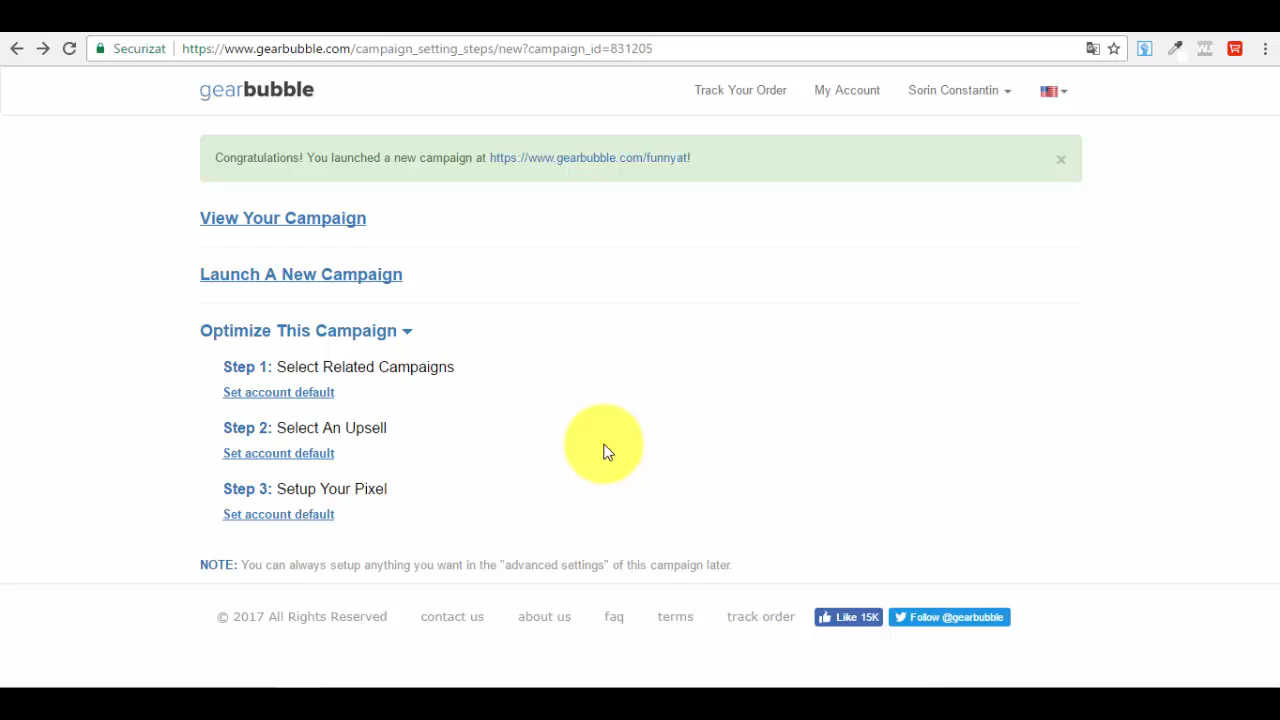 Securizat https://www.gearbubble.com/campaign_setting_steps/new?campaign_id=831205
gearbubble Track Your Order My Account Sorin Constantin
Congratulations! You launched a new campaign at https://www.gearbubble.com/funnyat! ×
View Your Campaign
Launch A New Campaign
Optimize This Campaign
Step 1: Select Related Campaigns
Set account default
Step 2: Select An Upsell
Set account default
Step 3: Setup Your Pixel
Set account default
NOTE: You can always setup anything you want in the "advanced settings" of this campaign later.
© 2017 All Rights Reserved contact us about us faq terms track order Like 15K Follow @gearbubble